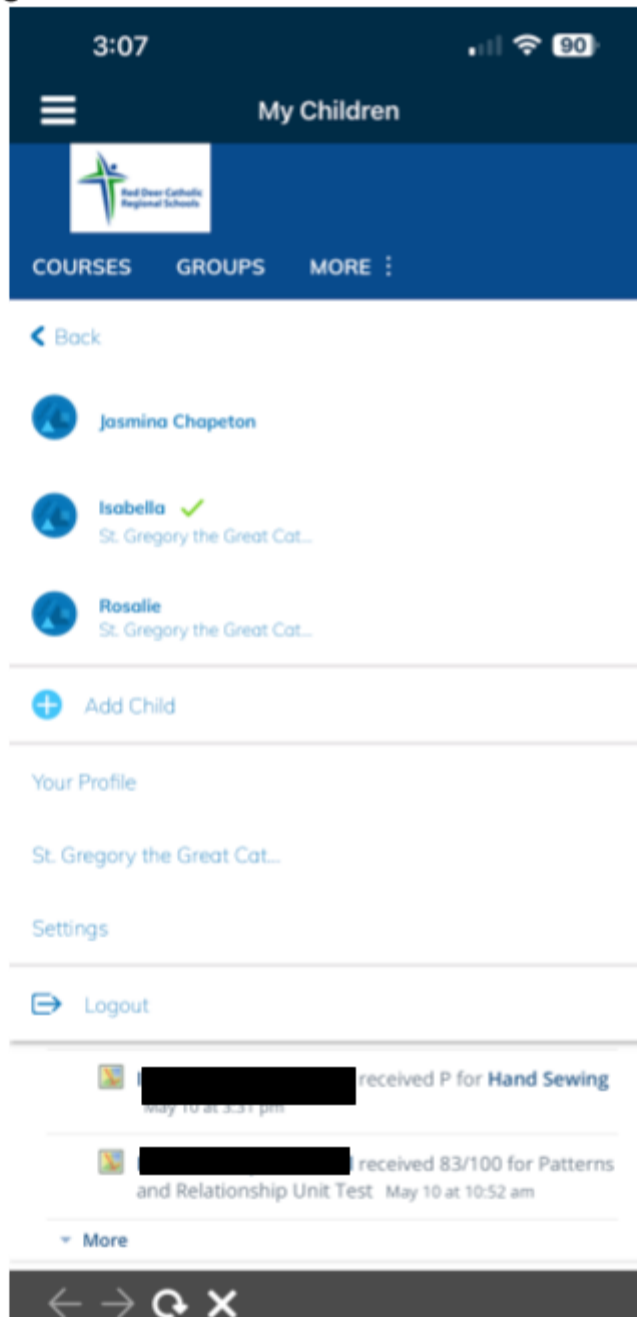 3:07
90
My Children
Red Deer Catholic
Regional Schools
COURSES GROUPS MORE
Back
Jasmina Chapeton
Isabella
St. Gregory the Great Cat...
Rosalie
St. Gregory the Great Cat...
Add Child
Your Profile
St. Gregory the Great Cat...
Settings
Logout
received P for Hand Sewing
May 10 at 3:31 pm
received 83/100 for Patterns
and Relationship Unit Test May 10 at 10:52 am
More